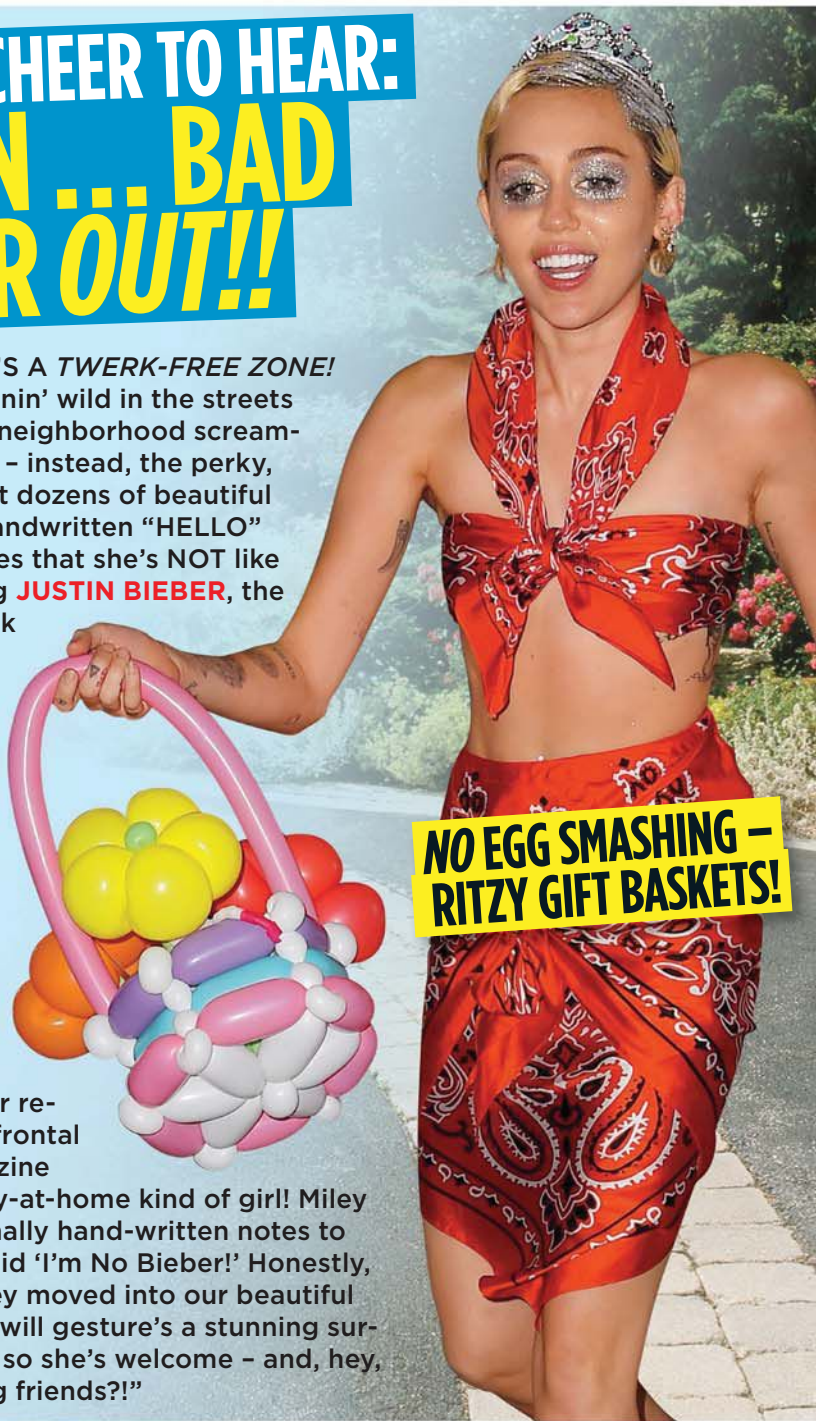 CHEER TO HEAR:
N ... BAD
R OUT!!
'S A TWERK-FREE ZONE!
nin' wild in the streets
neighborhood scream-
– instead, the perky,
t dozens of beautiful
andwritten "HELLO"
es that she's NOT like
g JUSTIN BIEBER, the
k
NO EGG SMASHING –
RITZY GIFT BASKETS!
r re-
frontal
zine
y-at-home kind of girl! Miley
nally hand-written notes to
id 'I'm No Bieber!' Honestly,
ey moved into our beautiful
will gesture's a stunning sur-
so she's welcome – and, hey,
g friends?!"